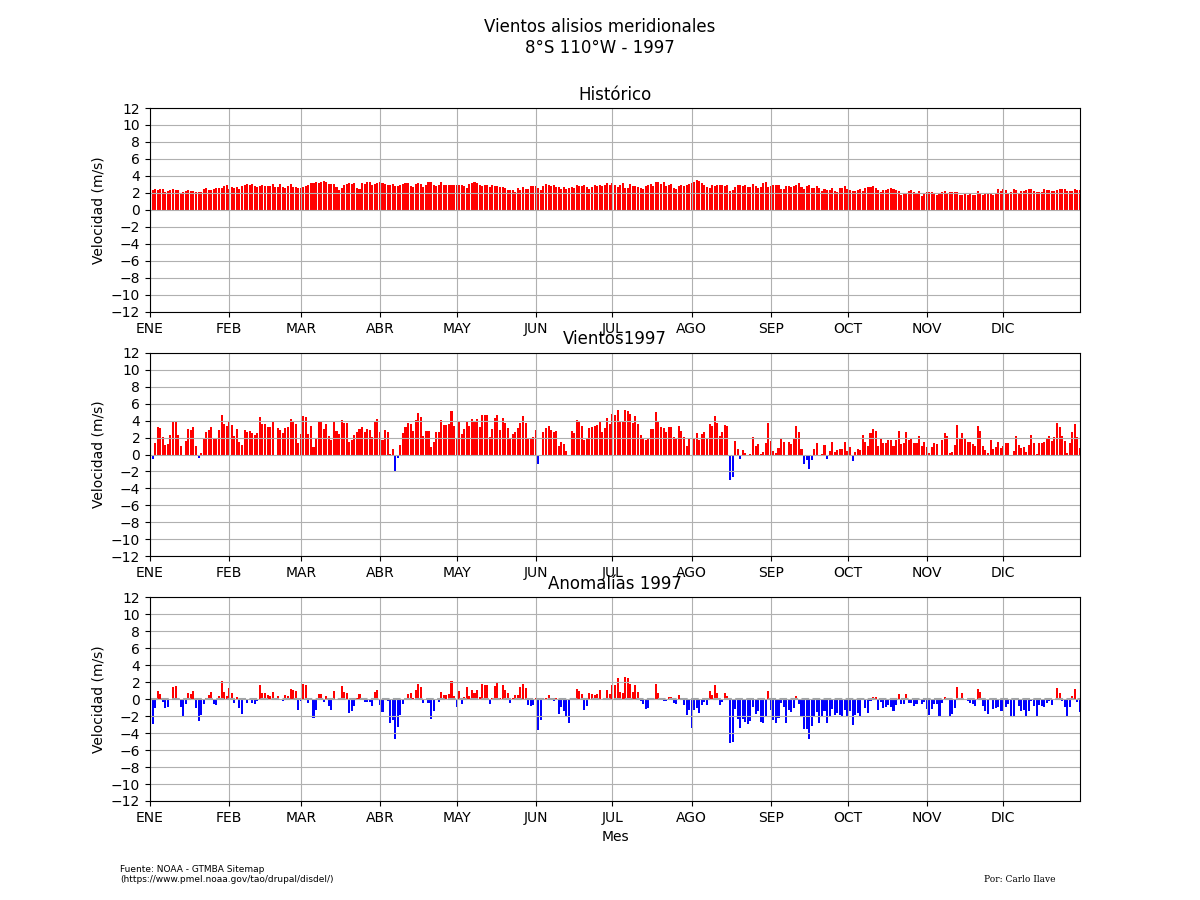 Vientos alisios meridionales
8°S 110°W - 1997
Histórico
12
10
8
6
4
2
0
−2
−4
−6
−8
−10
−12
Velocidad (m/s)
ENE FEB MAR ABR MAY JUN JUL AGO SEP OCT NOV DIC
Vientos1997
12
10
8
6
4
2
0
−2
−4
−6
−8
−10
−12
Velocidad (m/s)
ENE FEB MAR ABR MAY JUN JUL AGO SEP OCT NOV DIC
Anomalías 1997
12
10
8
6
4
2
0
−2
−4
−6
−8
−10
−12
Velocidad (m/s)
ENE FEB MAR ABR MAY JUN JUL AGO SEP OCT NOV DIC
Mes
Fuente: NOAA - GTMBA Sitemap
(https://www.pmel.noaa.gov/tao/drupal/disdel/)
Por: Carlo Ilave